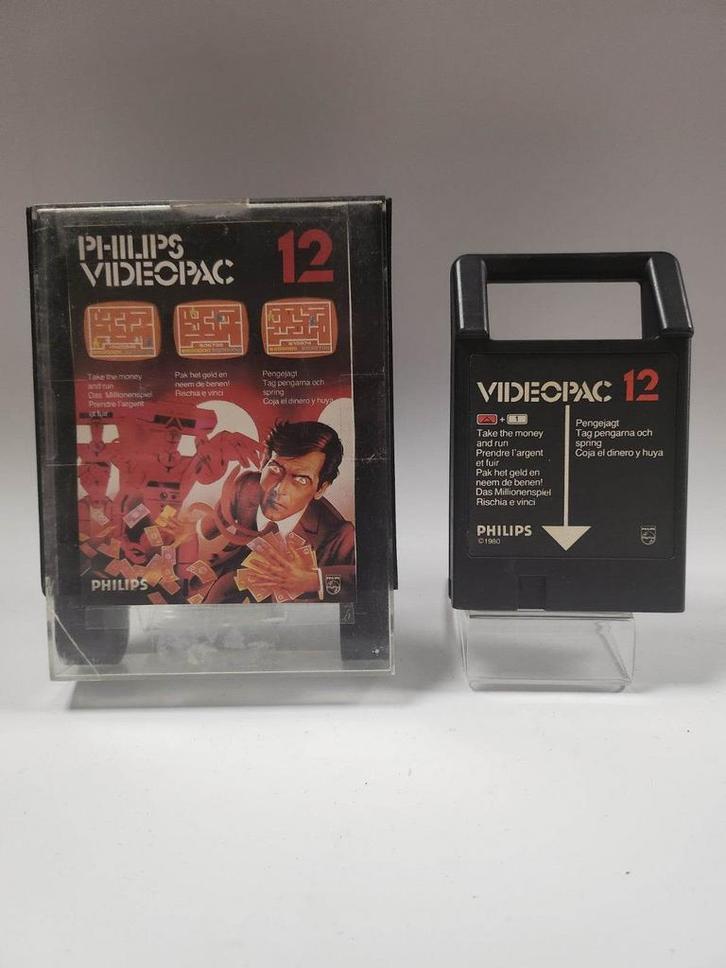 PHILIPS
VIDEOPAC
12
Take the money
and run
Das Millionenspiel
Prendre l'argent
et fuir
Pak het geld en
neem de benen!
Rischia e vinci
Pengejagt
Tag pengarna och
spring
Coja el dinero y huya
PHILIPS
VIDEOPAC 12
+
Take the money
and run
Prendre l'argent
et fuir
Pak het geld en
neem de benen!
Das Millionenspiel
Rischia e vinci
Pengejagt
Tag pengarna och
spring
Coja el dinero y huya
PHILIPS
©1980